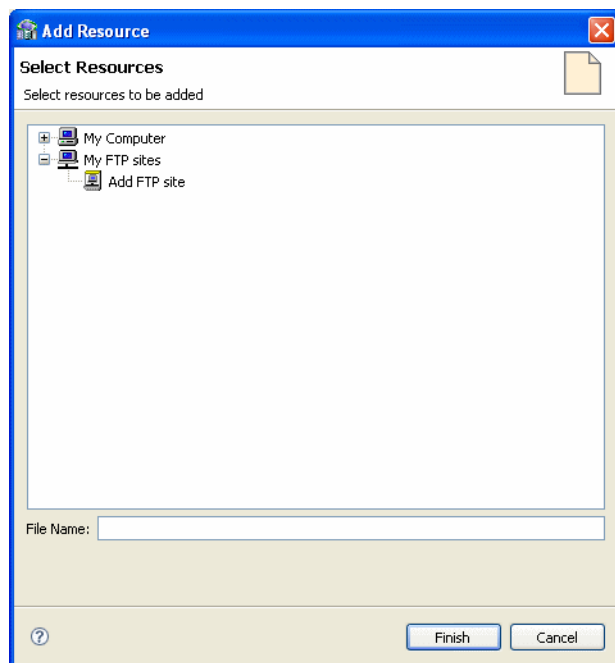 Add Resource
Select Resources
Select resources to be added
My Computer
My FTP sites
Add FTP site
File Name:
Finish
Cancel